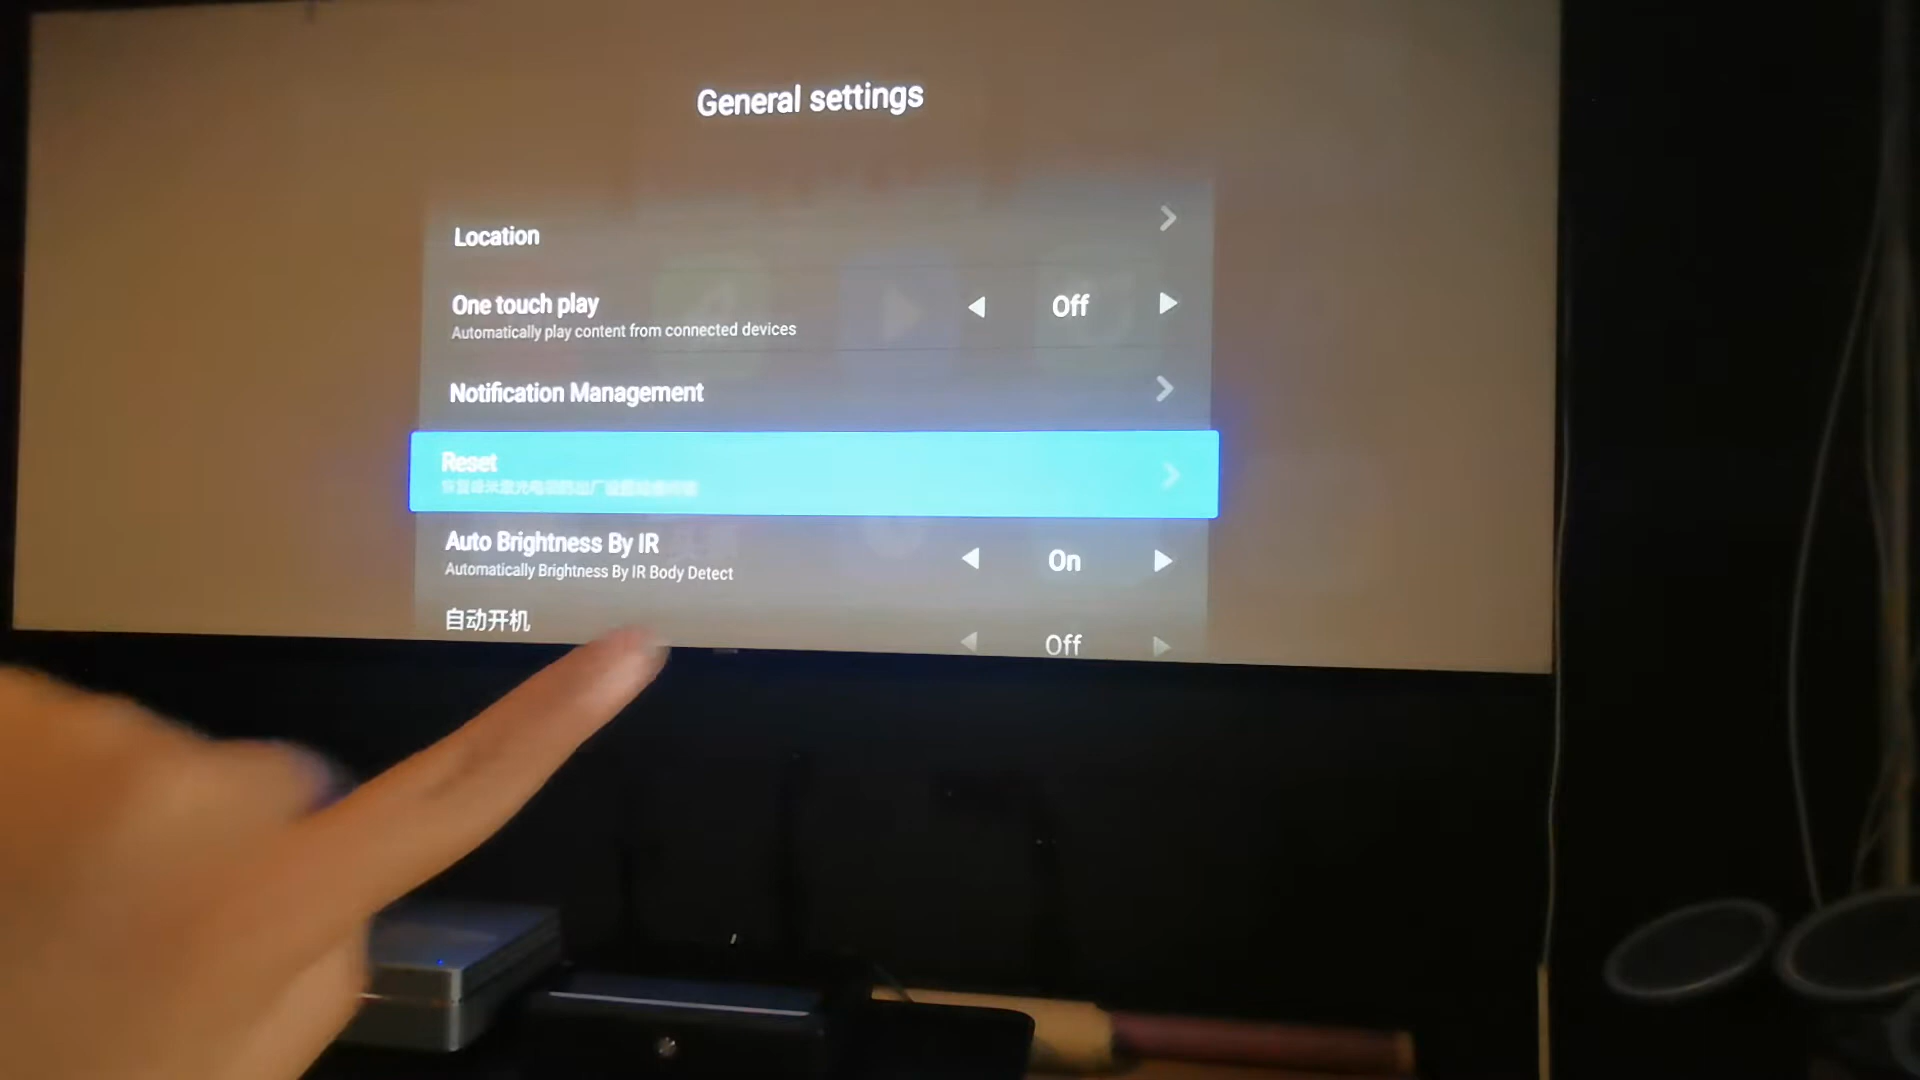 General settings
Location
One touch play
Off
Automatically play content from connected devices
Notification Management
Reset
Auto Brightness By IR
On
Automatically Brightness By IR Body Detect
自动开机
Off